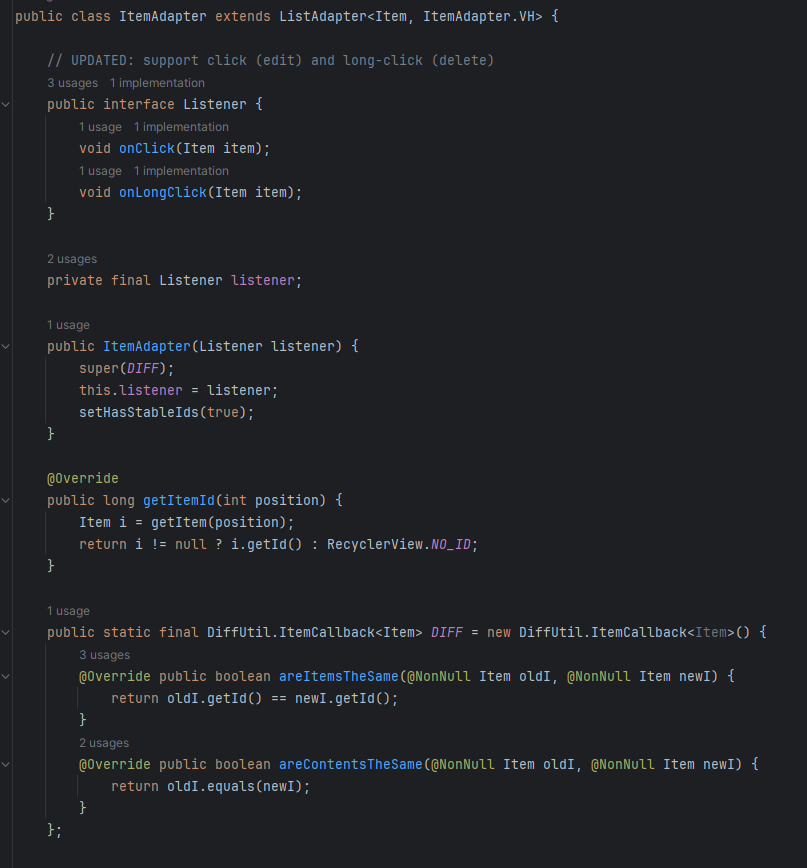 public class ItemAdapter extends ListAdapter<Item, ItemAdapter.VH> {
// UPDATED: support click (edit) and long-click (delete)
3 usages 1 implementation
public interface Listener {
1 usage 1 implementation
void onClick(Item item);
1 usage 1 implementation
void onLongClick(Item item);
}
2 usages
private final Listener listener;
1 usage
public ItemAdapter(Listener listener) {
super(DIFF);
this.listener = listener;
setHasStableIds(true);
}
@Override
public long getItemId(int position) {
Item i = getItem(position);
return i != null ? i.getId() : RecyclerView.NO_ID;
}
1 usage
public static final DiffUtil.ItemCallback<Item> DIFF = new DiffUtil.ItemCallback<Item>() {
3 usages
@Override public boolean areItemsTheSame(@NonNull Item oldI, @NonNull Item newI) {
return oldI.getId() == newI.getId();
}
2 usages
@Override public boolean areContentsTheSame(@NonNull Item oldI, @NonNull Item newI) {
return oldI.equals(newI);
}
};